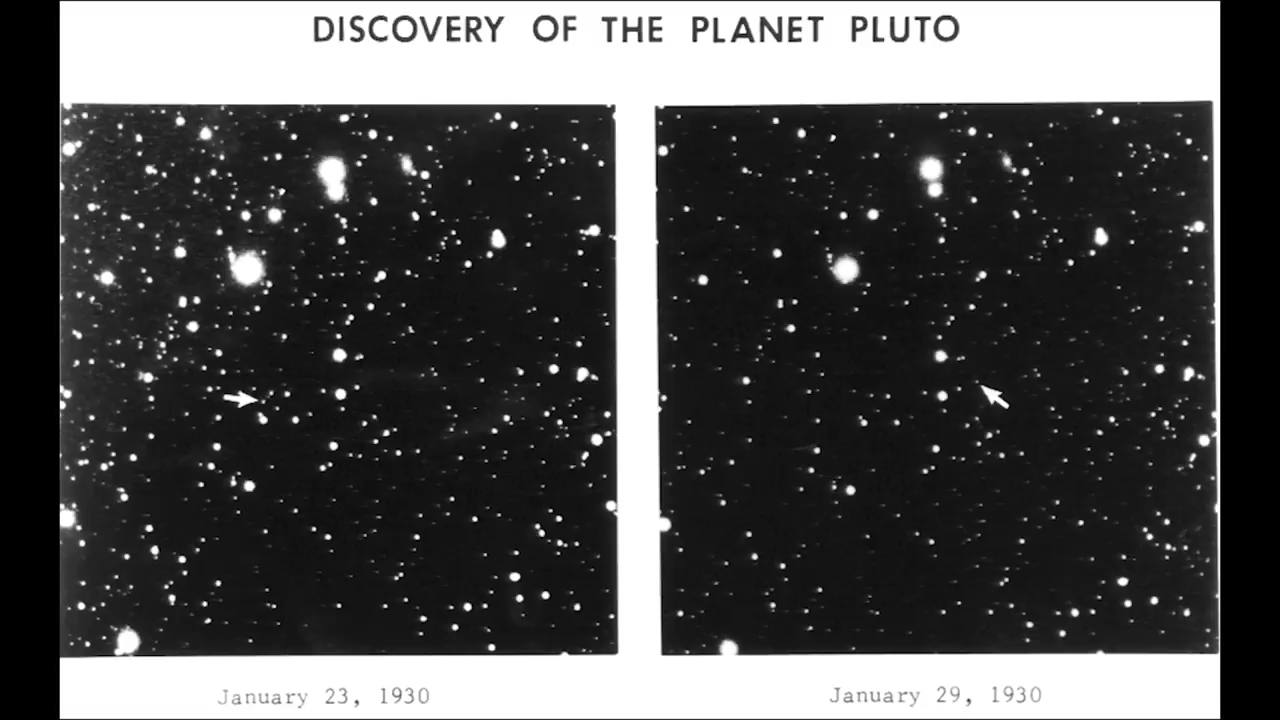 DISCOVERY OF THE PLANET PLUTO
January 23, 1930
January 29, 1930